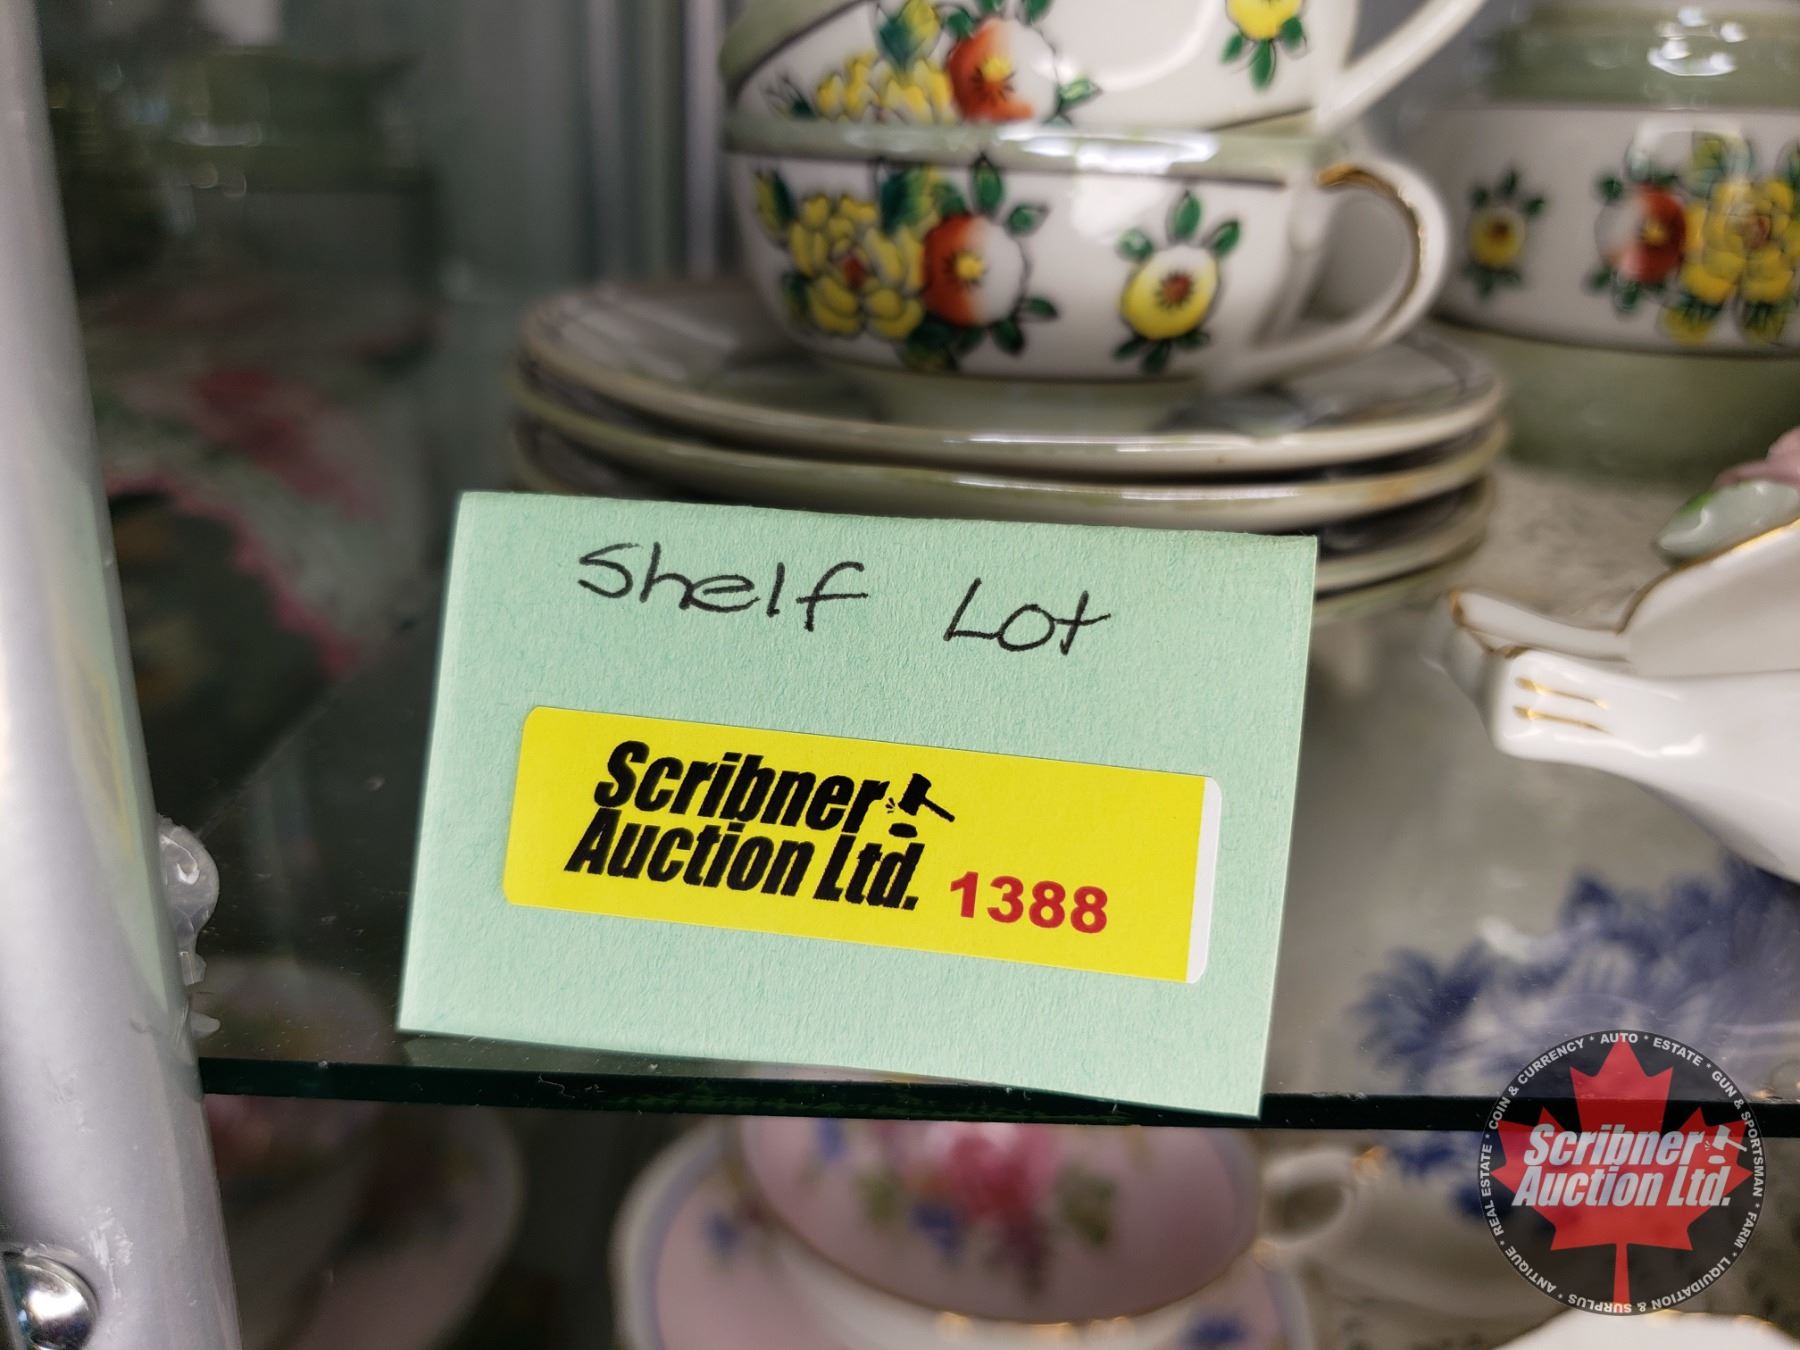 Shelf Lot
Scribner
Auction Ltd. 1388
COIN & CURRENCY * AUTO * ESTATE * GUN & SPORTSMAN * FARM * LIQUIDATION & SURPLUS * ANTIQUE * REAL ESTATE *
Scribner
Auction Ltd.